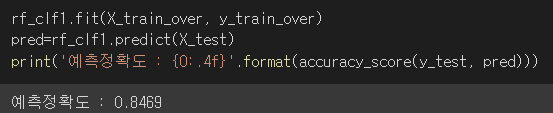 rf_clf1.fit(X_train_over, y_train_over)
pred=rf_clf1.predict(X_test)
print('예측정확도 : {0:.4f}'.format(accuracy_score(y_test, pred)))
예측정확도 : 0.8469